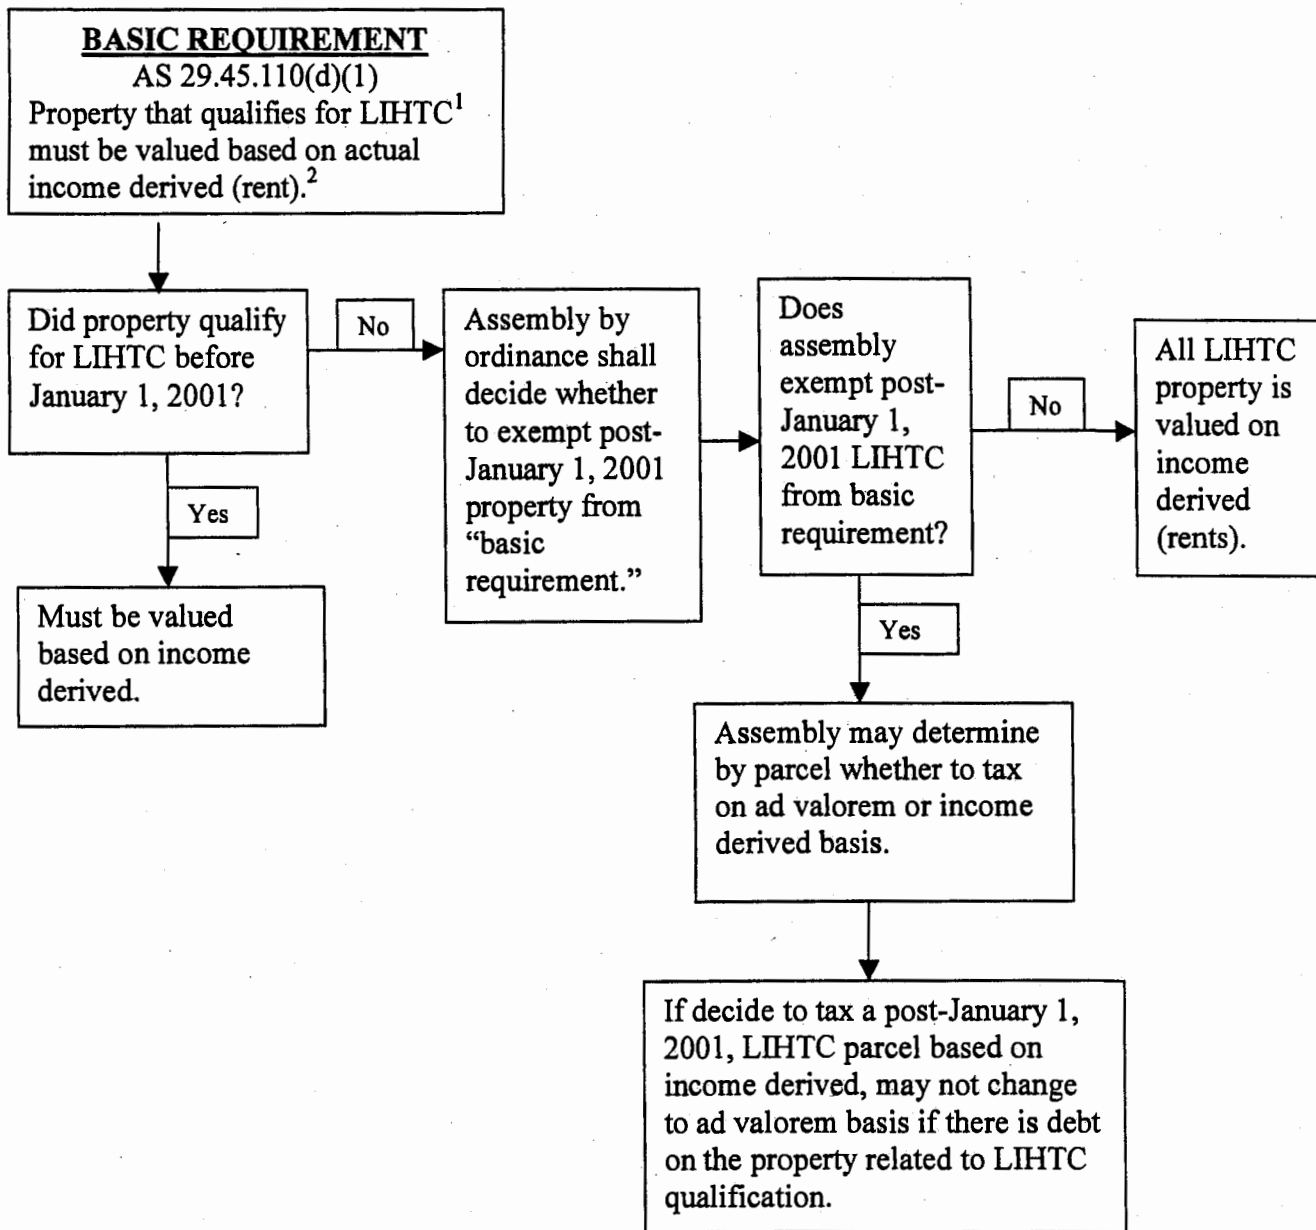 BASIC REQUIREMENT
AS 29.45.110(d)(1)
Property that qualifies for LIHTC¹
must be valued based on actual
income derived (rent).²
Did property qualify
for LIHTC before
January 1, 2001?
No
Yes
Must be valued
based on income
derived.
Assembly by
ordinance shall
decide whether
to exempt post-
January 1, 2001
property from
“basic
requirement.”
Does
assembly
exempt post-
January 1,
2001 LIHTC
from basic
requirement?
No
All LIHTC
property is
valued on
income
derived
(rents).
Yes
Assembly may determine
by parcel whether to tax
on ad valorem or income
derived basis.
If decide to tax a post-January 1,
2001, LIHTC parcel based on
income derived, may not change
to ad valorem basis if there is debt
on the property related to LIHTC
qualification.